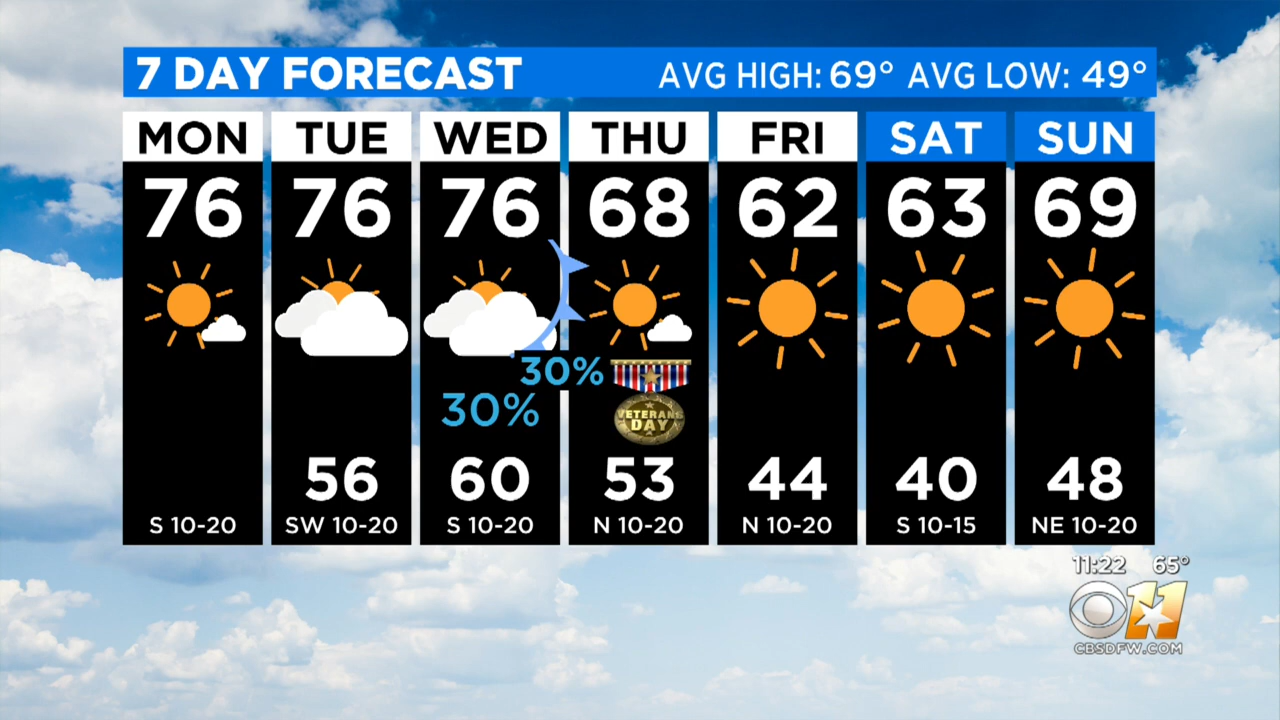 7 DAY FORECAST AVG HIGH: 69° AVG LOW: 49°
MON TUE WED THU FRI SAT SUN
76 76 76 68 62 63 69
30%
30%
VETERANS
DAY
56 60 53 44 40 48
S 10-20 SW 10-20 S 10-20 N 10-20 N 10-20 S 10-15 NE 10-20
11:22 65°
11
CBSDFW.COM